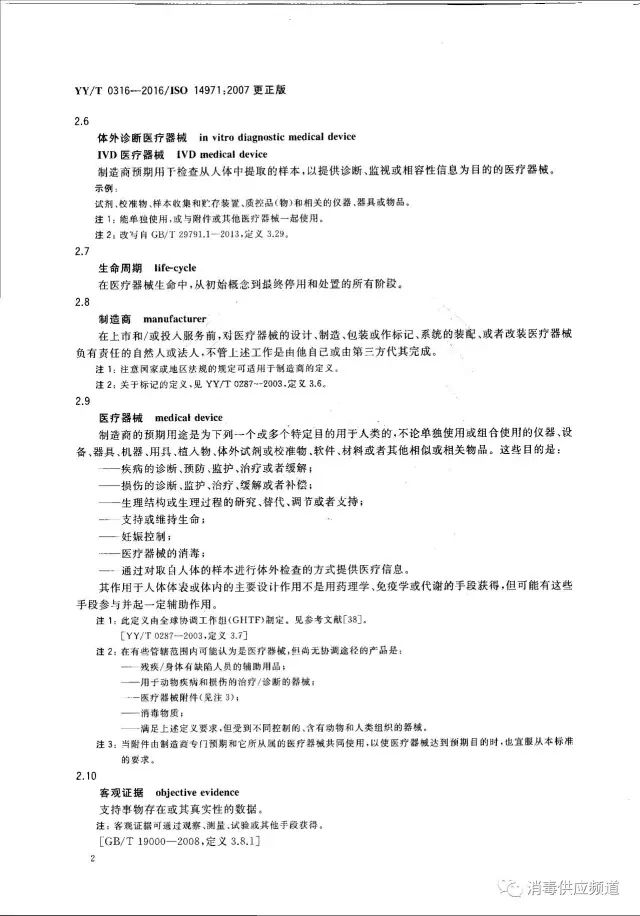 YY/T 0316—2016/ISO 14971:2007 更正版
2.6
体外诊断医疗器械 in vitro diagnostic medical device
IVD 医疗器械 IVD medical device
制造商预期用于检查从人体中提取的样本,以提供诊断、监视或相容性信息为目的的医疗器械。
示例:
试剂、校准物、样本收集和贮存装置、质控品(物)和相关的仪器、器具或物品。
注 1: 能单独使用,或与附件或其他医疗器械一起使用。
注 2: 改写自 GB/T 29791.1—2013,定义 3.29。
2.7
生命周期 life-cycle
在医疗器械生命中,从初始概念到最终停用和处置的所有阶段。
2.8
制造商 manufacturer
在上市和/或投入服务前,对医疗器械的设计、制造、包装或作标记、系统的装配、或者改装医疗器械
负有责任的自然人或法人,不管上述工作是由他自己或由第三方代其完成。
注 1: 注意国家或地区法规的规定可适用于制造商的定义。
注 2: 关于标记的定义,见 YY/T 0287—2003,定义 3.6。
2.9
医疗器械 medical device
制造商的预期用途是为下列一个或多个特定目的用于人类的,不论单独使用或组合使用的仪器、设
备、器具、机器、用具、植入物、体外试剂或校准物、软件、材料或者其他相似或相关物品。这些目的是:
——疾病的诊断、预防、监护、治疗或者缓解;
——损伤的诊断、监护、治疗、缓解或者补偿;
——生理结构或生理过程的研究、替代、调节或者支持;
——支持或维持生命;
——妊娠控制;
——医疗器械的消毒;
——通过对取自人体的样本进行体外检查的方式提供医疗信息。
其作用于人体体表或体内的主要设计作用不是用药理学、免疫学或代谢的手段获得,但可能有这些
手段参与并起一定辅助作用。
注 1: 此定义由全球协调工作组(GHTF)制定。见参考文献[38]。
[YY/T 0287—2003,定义 3.7]
注 2: 在有些管辖范围内可能认为是医疗器械,但尚无协调途径的产品是:
——残疾/身体有缺陷人员的辅助用品;
——用于动物疾病和损伤的治疗/诊断的器械;
——医疗器械附件(见注 3);
——消毒物质;
——满足上述定义要求,但受到不同控制的、含有动物和人类组织的器械。
注 3: 当附件由制造商专门预期和它所从属的医疗器械共同使用,以使医疗器械达到预期目的时,也宜服从本标准
的要求。
2.10
客观证据 objective evidence
支持事物存在或其真实性的数据。
注: 客观证据可通过观察、测量、试验或其他手段获得。
[GB/T 19000—2008,定义 3.8.1]
2
消毒供应频道